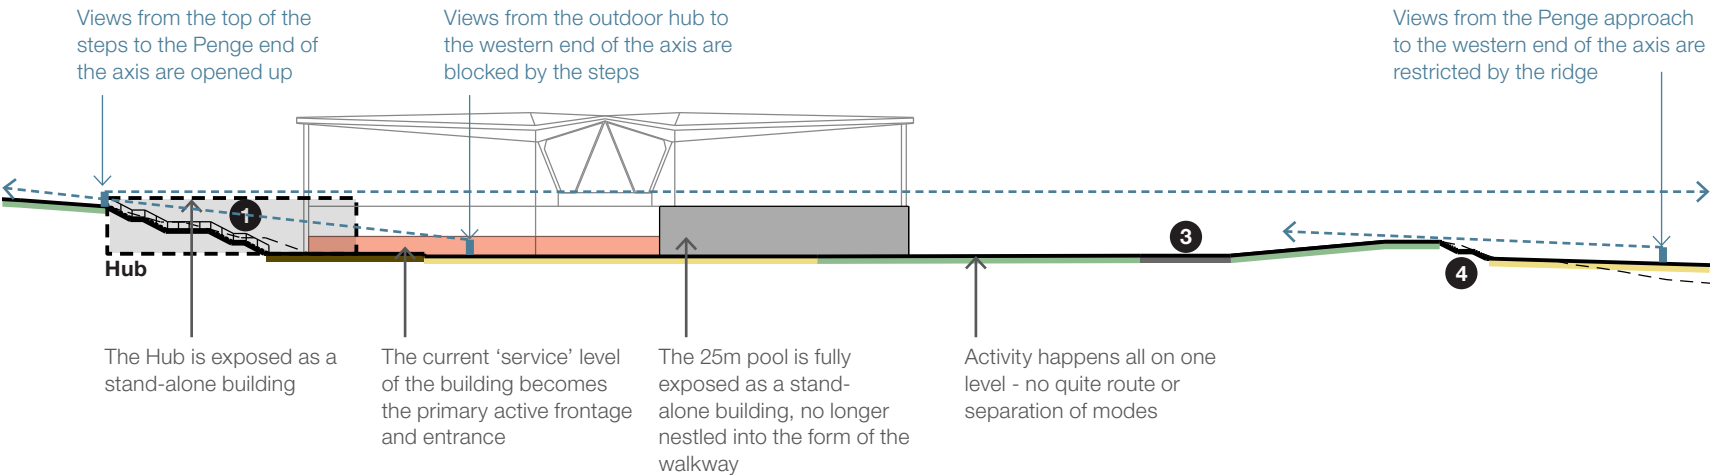 Views from the top of the
steps to the Penge end of
the axis are opened up
Views from the outdoor hub to
the western end of the axis are
blocked by the steps
Views from the Penge approach
to the western end of the axis are
restricted by the ridge
1
3
4
Hub
The Hub is exposed as a
stand-alone building
The current ‘service’ level
of the building becomes
the primary active frontage
and entrance
The 25m pool is fully
exposed as a stand-
alone building, no longer
nestled into the form of the
walkway
Activity happens all on one
level - no quite route or
separation of modes